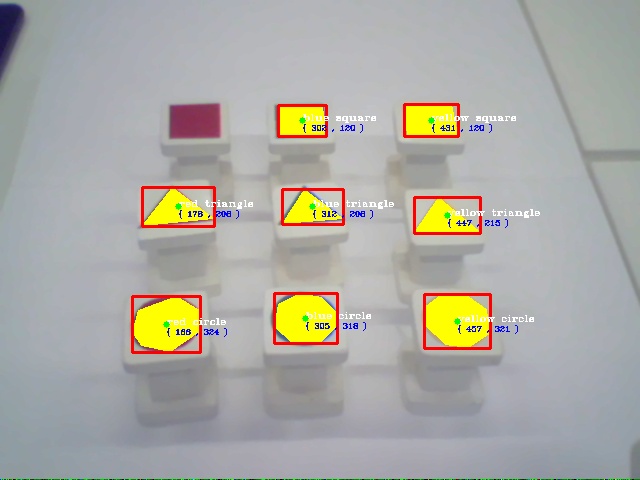 blue square
( 302 , 120 )
yellow square
( 431 , 120 )
red triangle
( 178 , 206 )
blue triangle
( 312 , 206 )
yellow triangle
( 447 , 215 )
red circle
( 166 , 324 )
blue circle
( 305 , 318 )
yellow circle
( 457 , 321 )